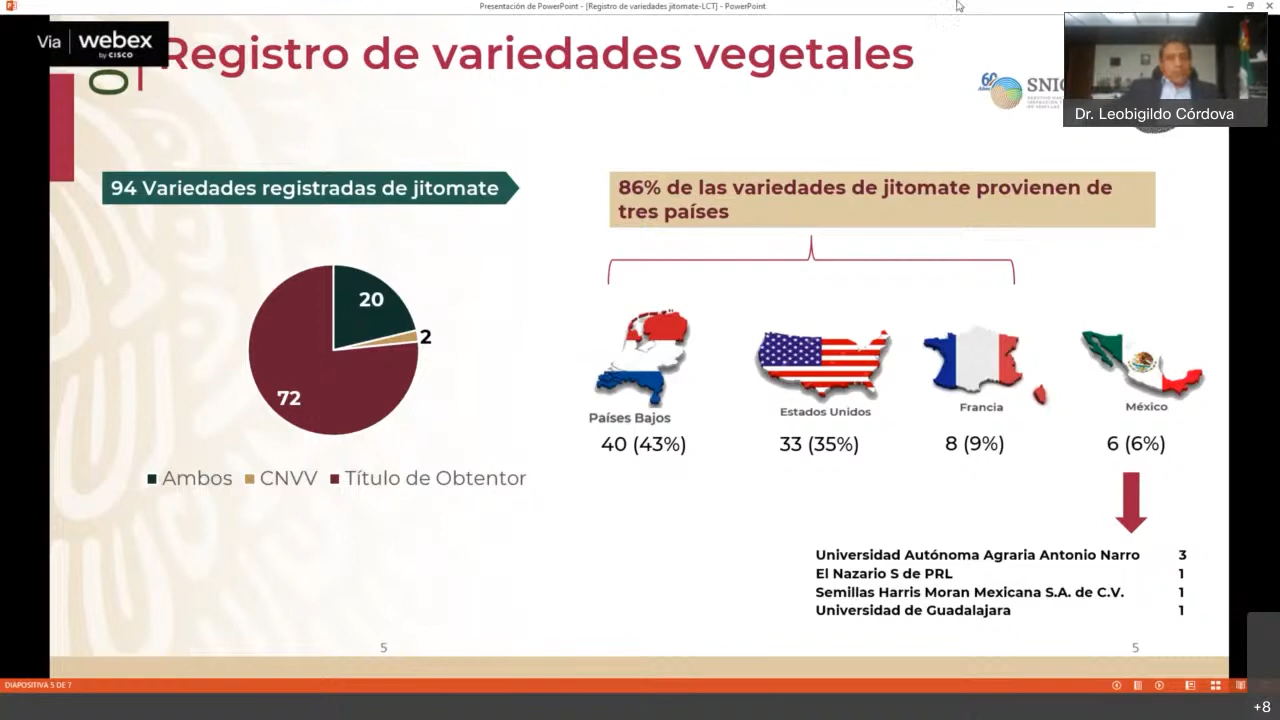 Presentación de PowerPoint - [Registro de variedades jitomate-LCT] - PowerPoint
Via webex
by CISCO
Registro de variedades vegetales
60
Años
SNIC
Dr. Leobigildo Córdova
94 Variedades registradas de jitomate
86% de las variedades de jitomate provienen de
tres países
20
2
72
Ambos CNVV Título de Obtentor
Países Bajos
Estados Unidos
Francia
México
40 (43%)
33 (35%)
8 (9%)
6 (6%)
Universidad Autónoma Agraria Antonio Narro 3
El Nazario S de PRL 1
Semillas Harris Moran Mexicana S.A. de C.V. 1
Universidad de Guadalajara 1
5
5
DIAPOSITIVA 5 DE 7
+8